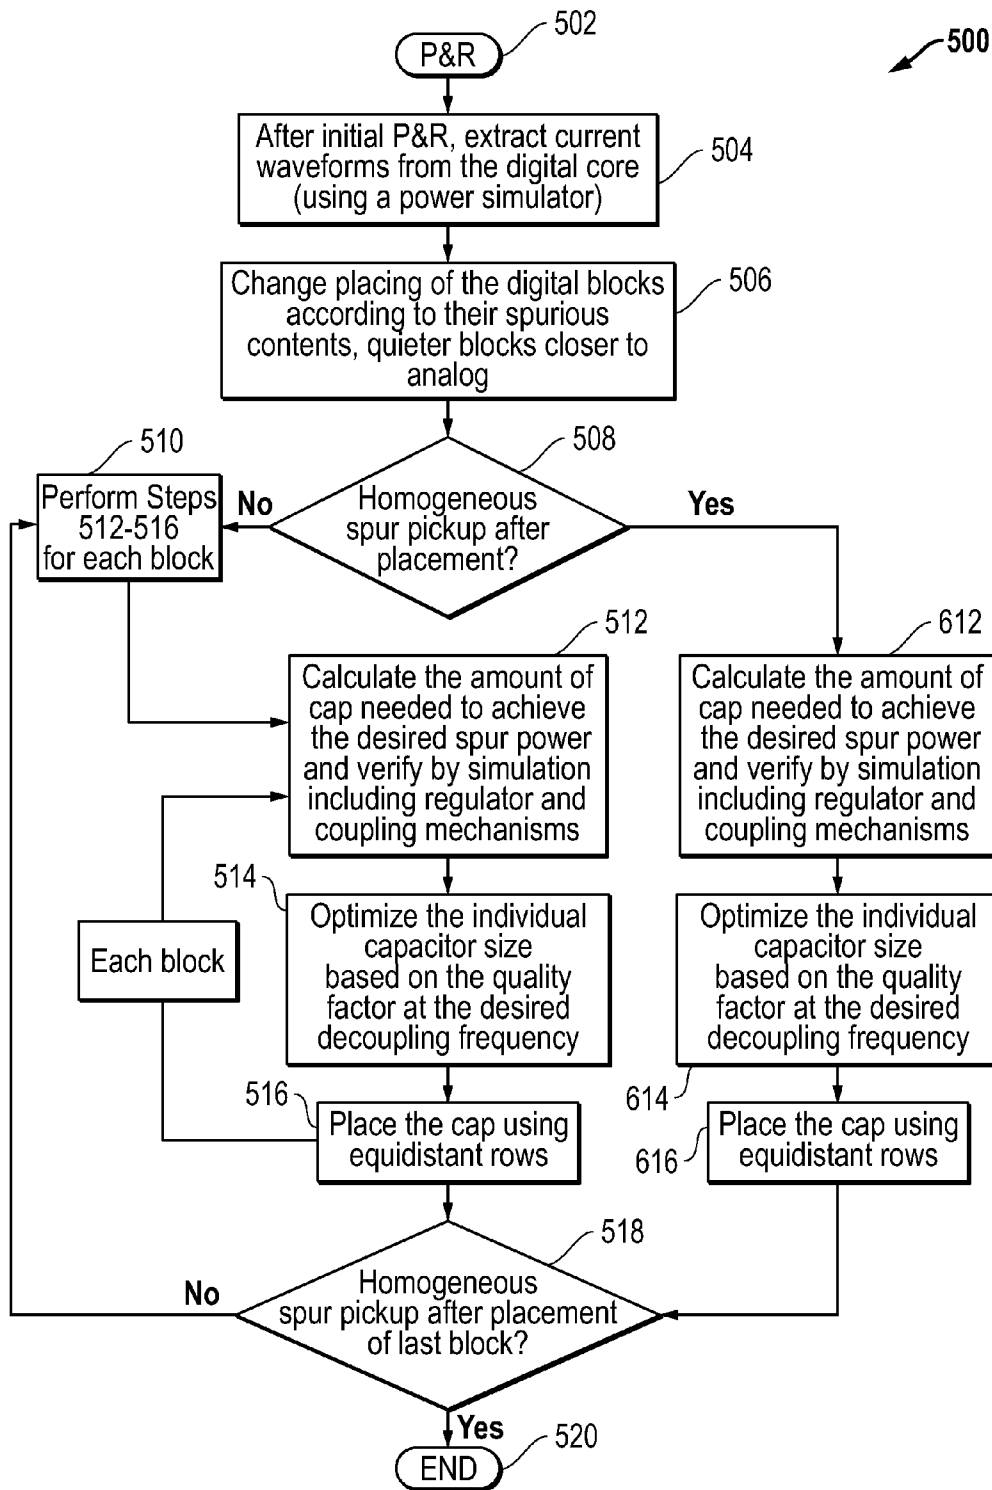 502
P&R
500
After initial P&R, extract current
waveforms from the digital core
(using a power simulator)
504
Change placing of the digital blocks
according to their spurious
contents, quieter blocks closer to
analog
506
508
Homogeneous
spur pickup after
placement?
No
Yes
510
Perform Steps
512-516
for each block
512
Calculate the amount of
cap needed to achieve
the desired spur power
and verify by simulation
including regulator and
coupling mechanisms
612
Calculate the amount of
cap needed to achieve
the desired spur power
and verify by simulation
including regulator and
coupling mechanisms
514
Optimize the individual
capacitor size
based on the quality
factor at the desired
decoupling frequency
Optimize the individual
capacitor size
based on the quality
factor at the desired
decoupling frequency
614
Each block
516
Place the cap using
equidistant rows
616
Place the cap using
equidistant rows
518
Homogeneous
spur pickup after placement
of last block?
No
Yes
END
520